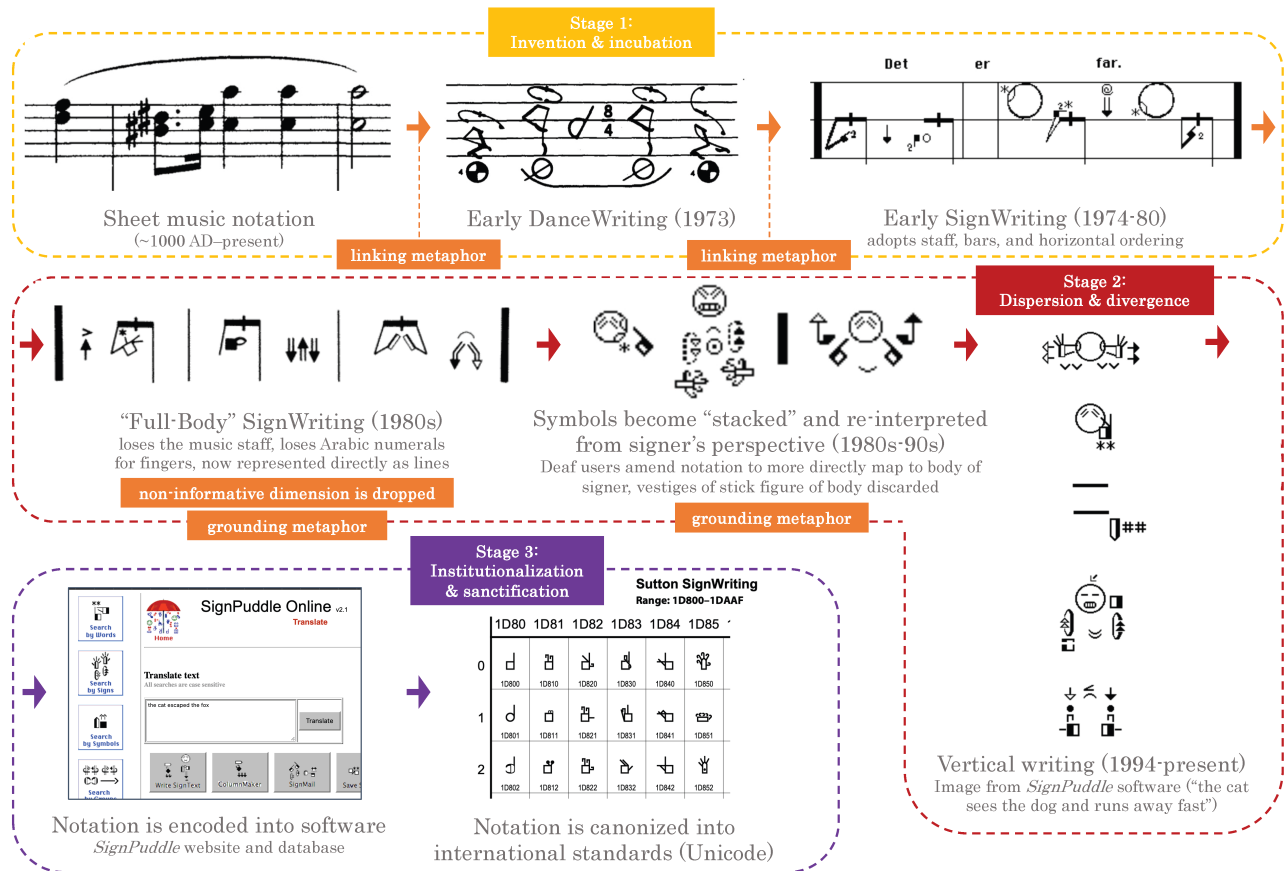 Stage 1:
Invention & incubation
8
4
4
4
Det er far.
2
2*
2
2
Sheet music notation
(~1000 AD–present)
Early DanceWriting (1973)
Early SignWriting (1974-80)
adopts staff, bars, and horizontal ordering
linking metaphor
linking metaphor
Stage 2:
Dispersion & divergence
“Full-Body” SignWriting (1980s)
loses the music staff, loses Arabic numerals
for fingers, now represented directly as lines
non-informative dimension is dropped
grounding metaphor
Symbols become “stacked” and re-interpreted
from signer’s perspective (1980s-90s)
Deaf users amend notation to more directly map to body of
signer, vestiges of stick figure of body discarded
grounding metaphor
Vertical writing (1994-present)
Image from SignPuddle software (“the cat
sees the dog and runs away fast”)
Stage 3:
Institutionalization
& sanctification
Search
by Words
Search
by Signs
Search
by Symbols
Search
Home
SignPuddle Online v2.1
Translate
Translate text
All searches are case sensitive
the cat escaped the fox
Translate
Write SignText
ColumnMaker
SignMail
Save S
Notation is encoded into software
SignPuddle website and database
Sutton SignWriting
Range: 1D800–1DAAF
1D80 1D81 1D82 1D83 1D84 1D85
0
1D800 1D810 1D820 1D830 1D840 1D850
1
1D801 1D811 1D821 1D831 1D841 1D851
2
1D802 1D812 1D822 1D832 1D842 1D852
Notation is canonized into
international standards (Unicode)